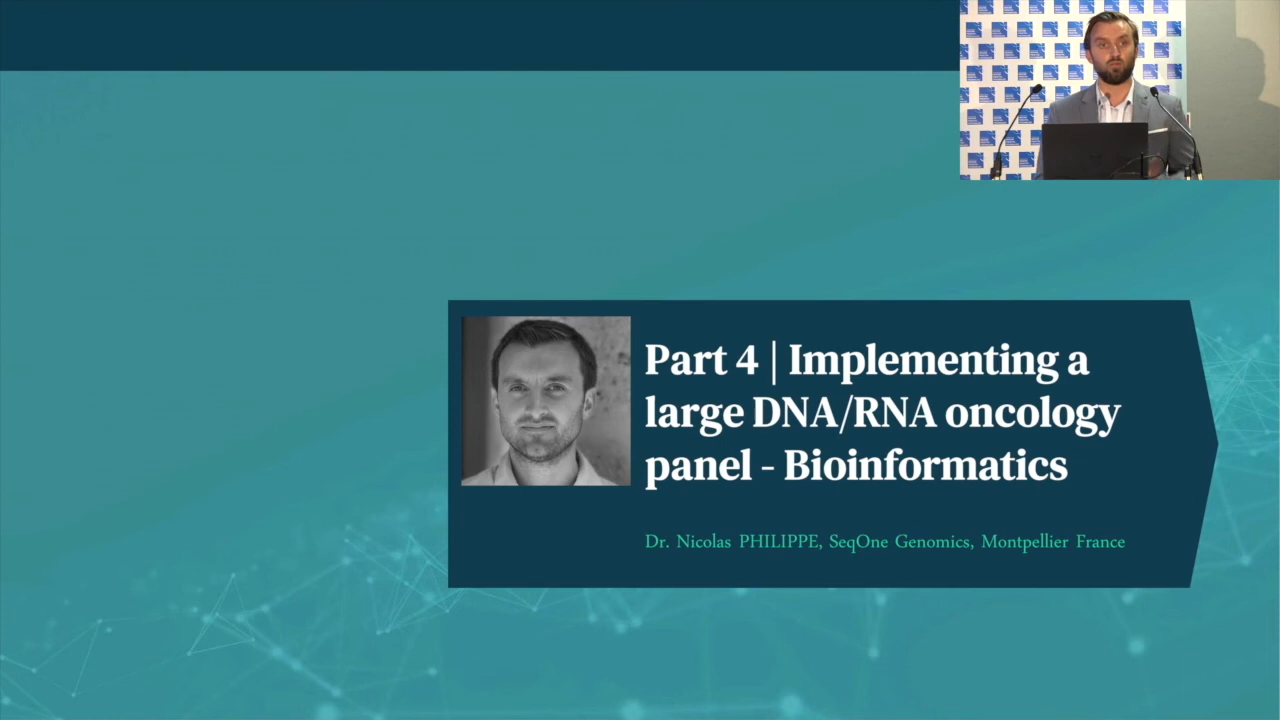 Part 4 | Implementing a
large DNA/RNA oncology
panel - Bioinformatics
Dr. Nicolas PHILIPPE, SeqOne Genomics, Montpellier France